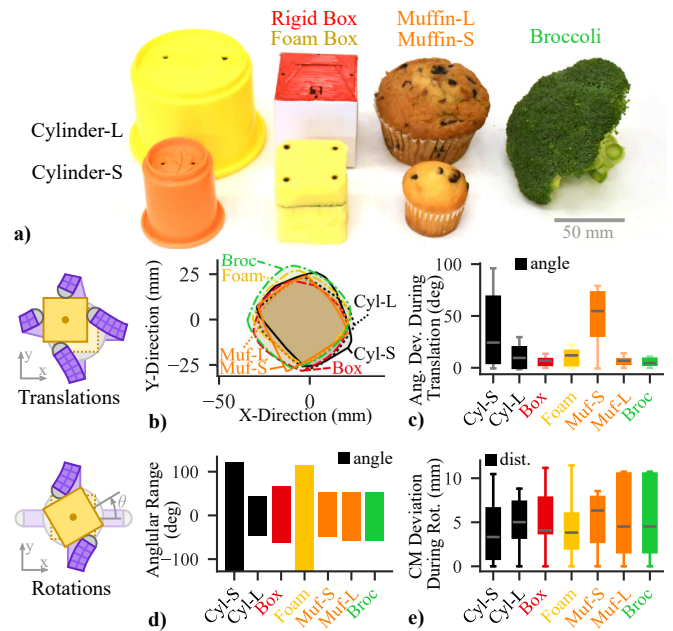 Rigid Box
Foam Box
Muffin-L
Muffin-S
Broccoli
Cylinder-L
Cylinder-S
50 mm
a)
y
x
Translations
Y-Direction (mm)
25
0
−25
Broc
Foam
Cyl-L
Muf-L
Muf-S
Cyl-S
Box
−50
0
50
X-Direction (mm)
b)
Ang. Dev. During
Translation (deg)
100
50
0
angle
Cyl-S
Cyl-L
Box
Foam
Muf-S
Muf-L
Broc
c)
θ
y
x
Rotations
Anglular Range
(deg)
100
0
−100
angle
Cyl-S
Cyl-L
Box
Foam
Muf-S
Muf-L
Broc
d)
CM Deviation
During Rot. (mm)
10
5
0
dist.
Cyl-S
Cyl-L
Box
Foam
Muf-S
Muf-L
Broc
e)